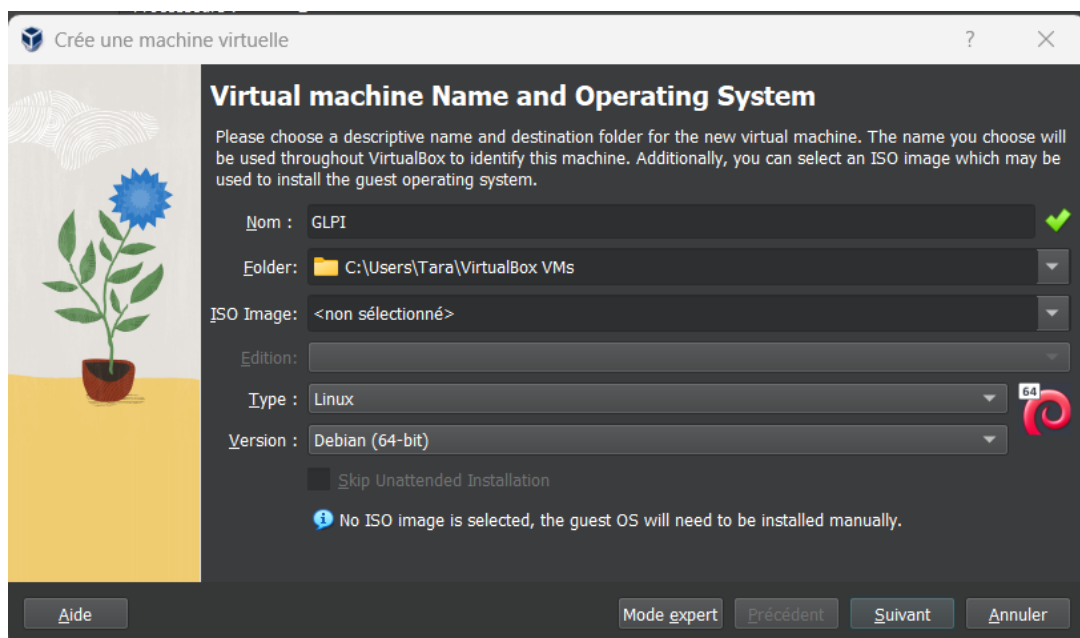 Crée une machine virtuelle
?
Virtual machine Name and Operating System
Please choose a descriptive name and destination folder for the new virtual machine. The name you choose will
be used throughout VirtualBox to identify this machine. Additionally, you can select an ISO image which may be
used to install the guest operating system.
Nom : GLPI
Folder: C:\Users\Tara\VirtualBox VMs
ISO Image: <non sélectionné>
Edition:
Type : Linux
64
Version : Debian (64-bit)
Skip Unattended Installation
No ISO image is selected, the guest OS will need to be installed manually.
Aide Mode expert Précédent Suivant Annuler